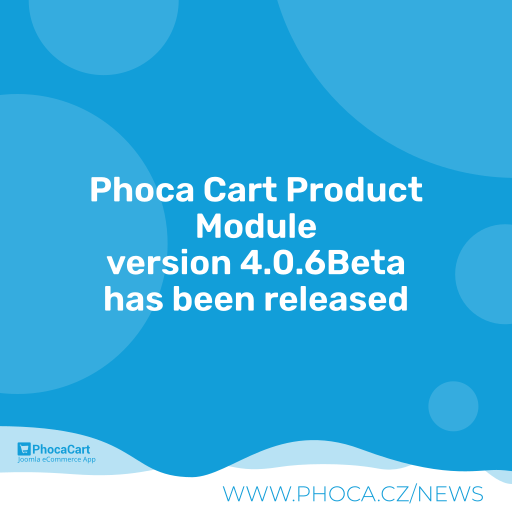 Phoca Cart Product
Module
version 4.0.6Beta
has been released
PhocaCart
Joomla eCommerce App
WWW.PHOCA.CZ/NEWS